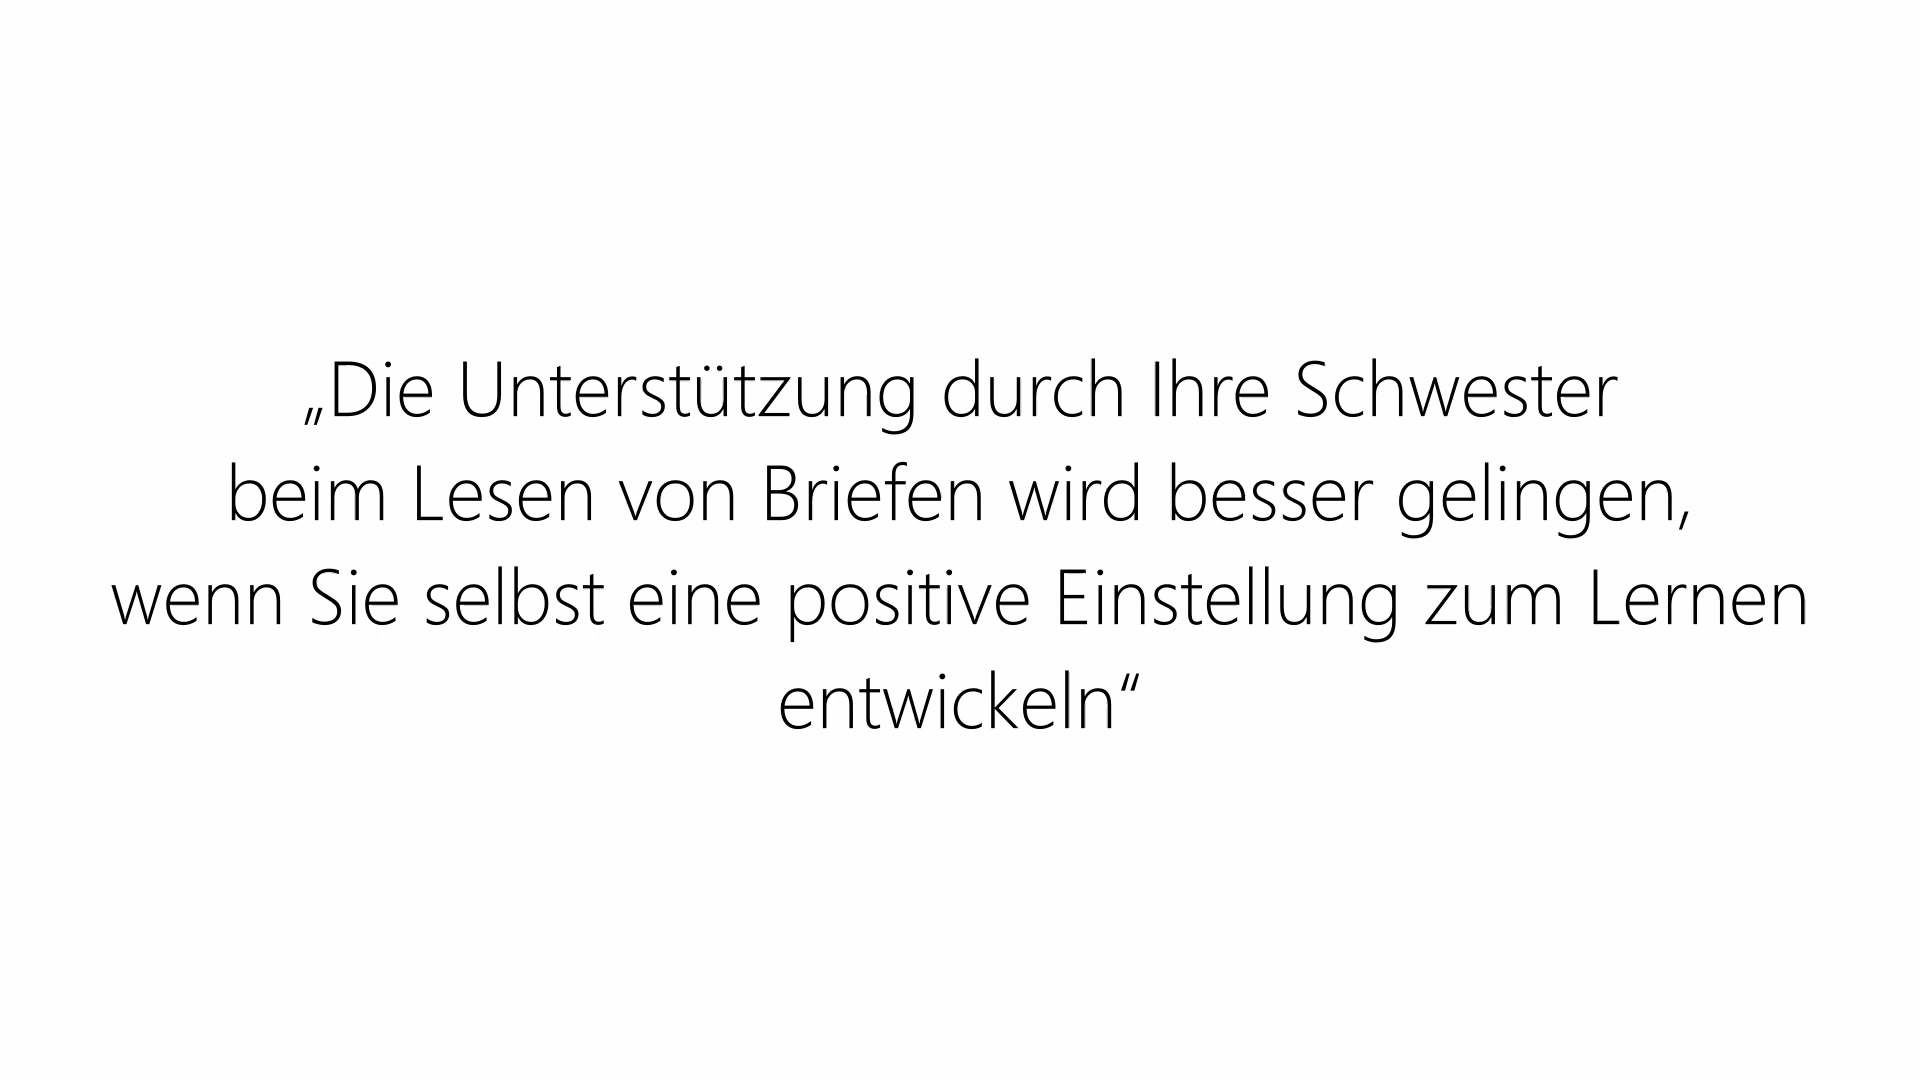 „Die Unterstützung durch Ihre Schwester
beim Lesen von Briefen wird besser gelingen,
wenn Sie selbst eine positive Einstellung zum Lernen
entwickeln“